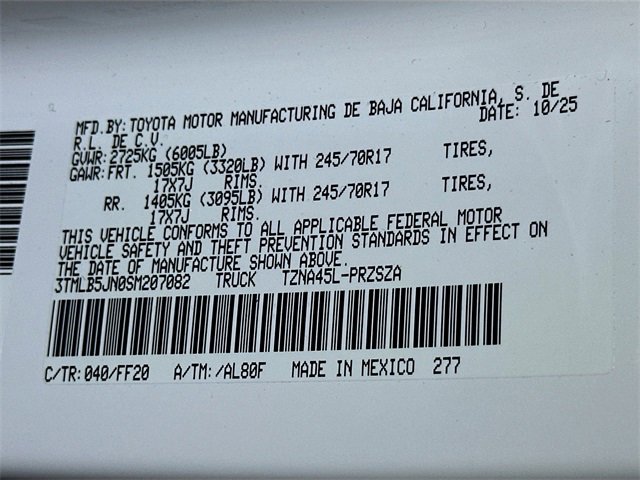 MFD.BY:TOYOTA MOTOR MANUFACTURING DE BAJA CALIFORNIA, S. DE
R.L. DE C.V. DATE: 10/25
GVWR:2725KG (6005LB)
GAWR:FRT. 1505KG (3320LB) WITH 245/70R17 TIRES,
17X7J RIMS.
RR. 1405KG (3095LB) WITH 245/70R17 TIRES,
17X7J RIMS.
THIS VEHICLE CONFORMS TO ALL APPLICABLE FEDERAL MOTOR
VEHICLE SAFETY AND THEFT PREVENTION STANDARDS IN EFFECT ON
THE DATE OF MANUFACTURE SHOWN ABOVE.
3TMLB5JN0SM207082 TRUCK TZNA45L-PRZSZA
C/TR:040/FF20 A/TM:/AL80F MADE IN MEXICO 277